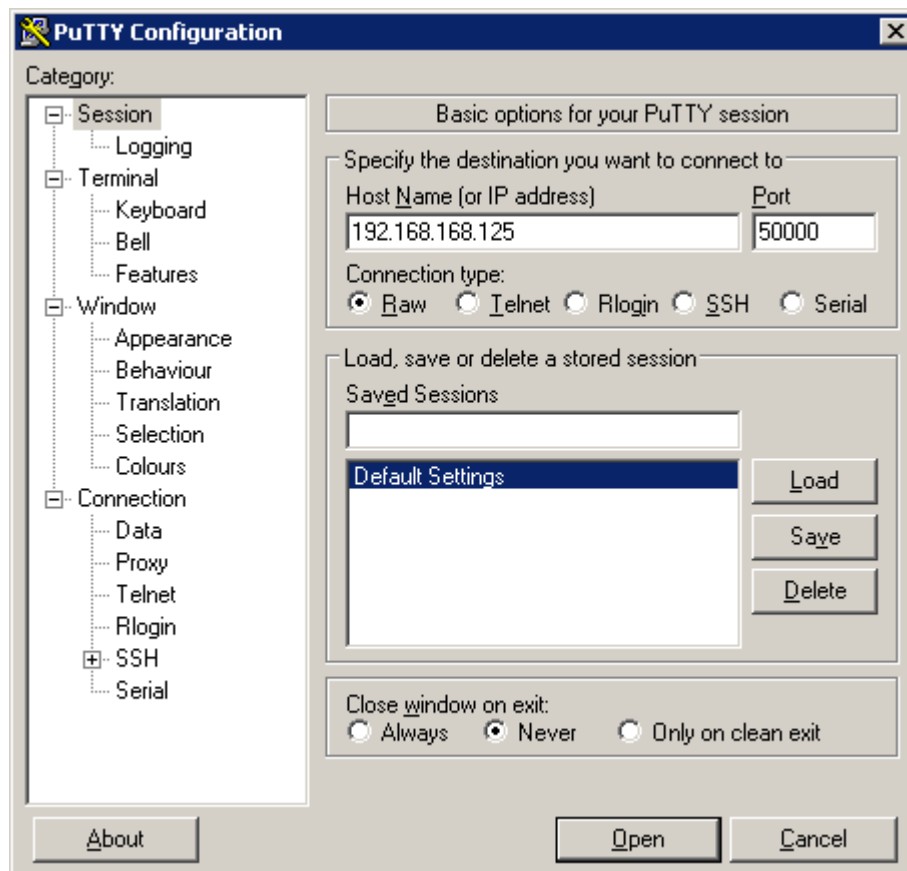 PuTTY Configuration
Category:
Session
Logging
Terminal
Keyboard
Bell
Features
Window
Appearance
Behaviour
Translation
Selection
Colours
Connection
Data
Proxy
Telnet
Rlogin
SSH
Serial
Basic options for your PuTTY session
Specify the destination you want to connect to
Host Name (or IP address) Port
192.168.168.125 50000
Connection type:
Raw Telnet Rlogin SSH Serial
Load, save or delete a stored session
Saved Sessions
Default Settings
Load
Save
Delete
Close window on exit:
Always Never Only on clean exit
About Open Cancel